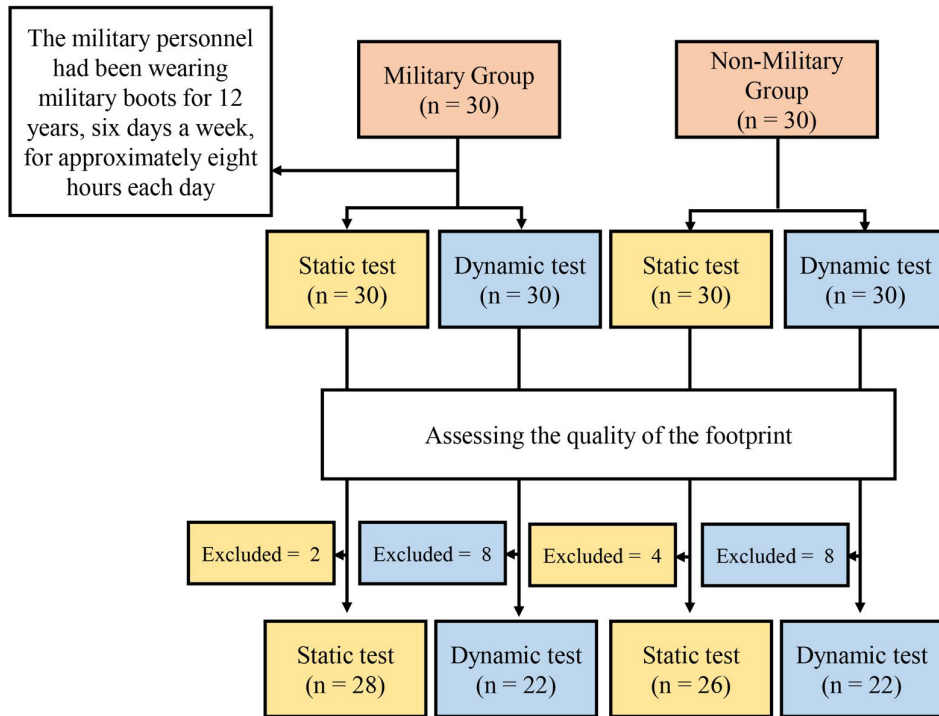 The military personnel
had been wearing
military boots for 12
years, six days a week,
for approximately eight
hours each day
Military Group
(n = 30)
Non-Military
Group
(n = 30)
Static test
(n = 30)
Dynamic test
(n = 30)
Static test
(n = 30)
Dynamic test
(n = 30)
Assessing the quality of the footprint
Excluded = 2
Excluded = 8
Excluded = 4
Excluded = 8
Static test
(n = 28)
Dynamic test
(n = 22)
Static test
(n = 26)
Dynamic test
(n = 22)